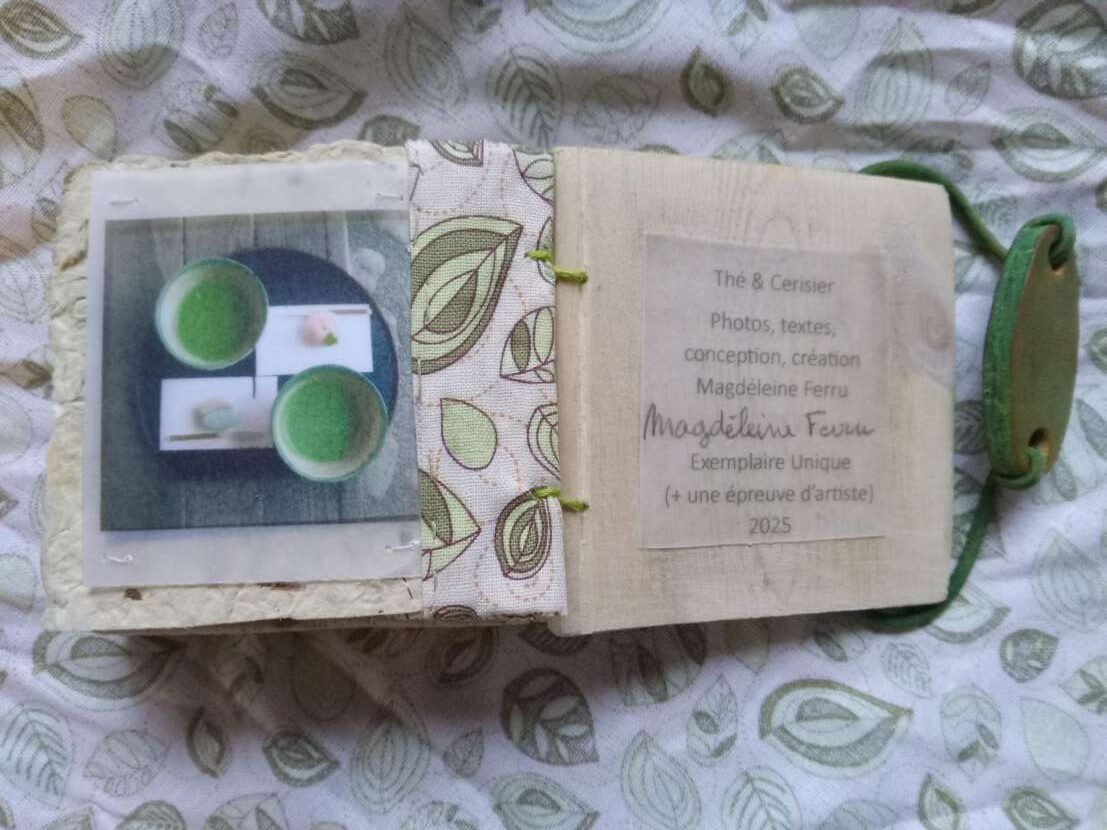 Thé & Cerisier
Photos, textes,
conception, création
Magdéleine Ferru
Magdéleine Ferru
Exemplaire Unique
(+ une épreuve d'artiste)
2025